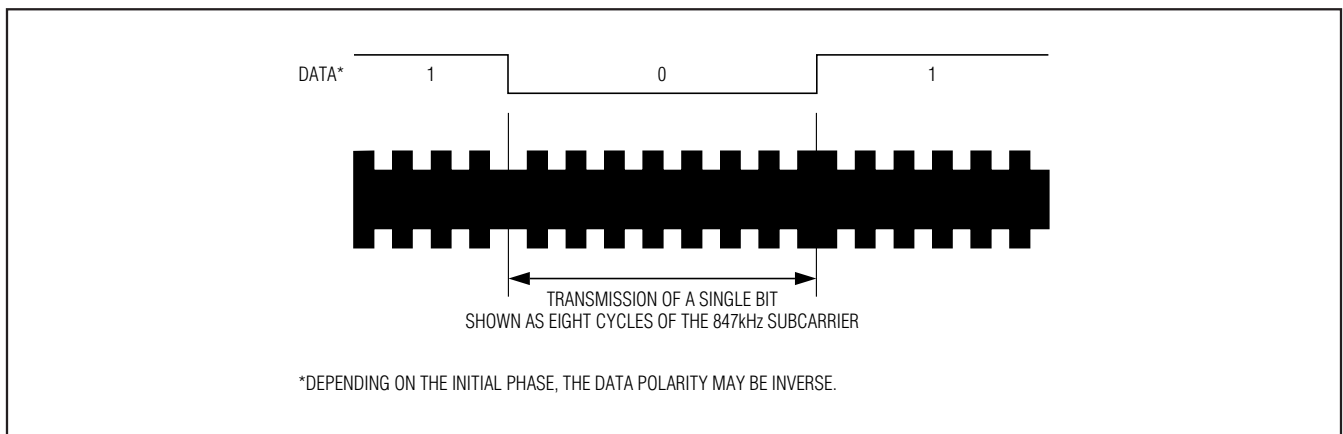 DATA* 1 0 1
TRANSMISSION OF A SINGLE BIT
SHOWN AS EIGHT CYCLES OF THE 847kHz SUBCARRIER
*DEPENDING ON THE INITIAL PHASE, THE DATA POLARITY MAY BE INVERSE.